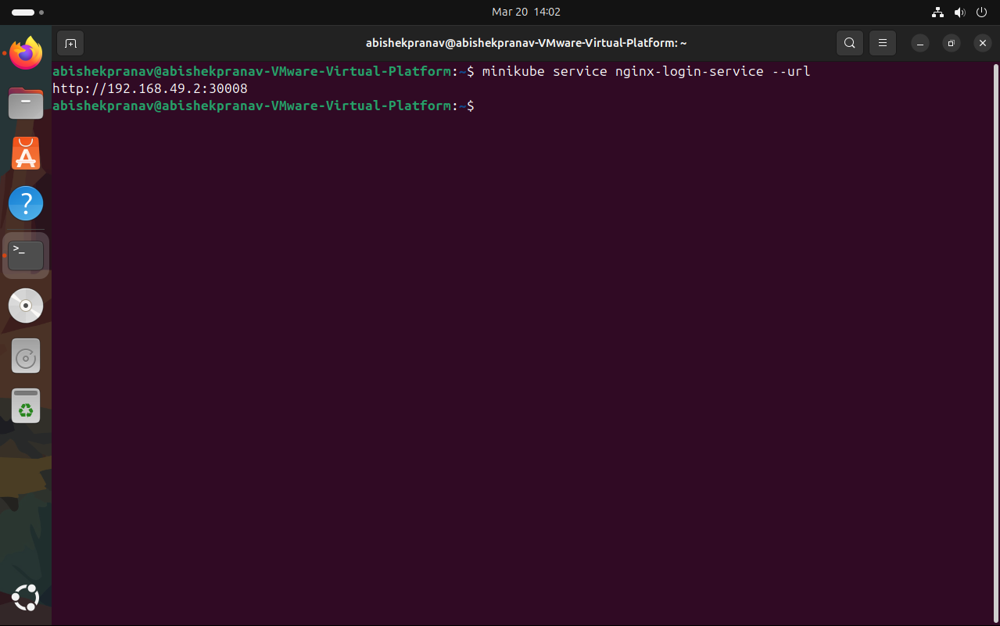 Mar 20 14:02
abishekpranav@abishekpranav-VMware-Virtual-Platform: ~
abishekpranav@abishekpranav-VMware-Virtual-Platform:~$ minikube service nginx-login-service --url
http://192.168.49.2:30008
abishekpranav@abishekpranav-VMware-Virtual-Platform:~$